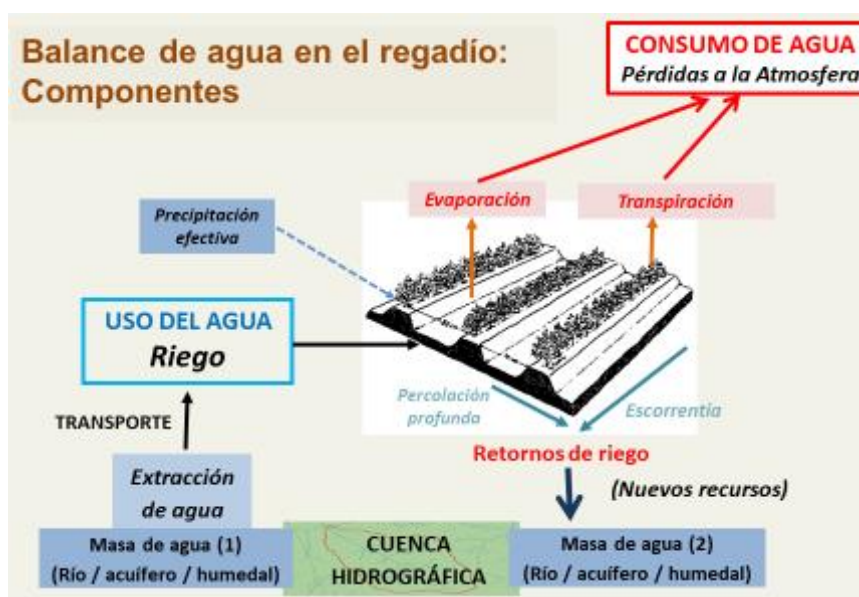 Balance de agua en el regadío:
Componentes
CONSUMO DE AGUA
Pérdidas a la Atmosfera
Evaporación
Transpiración
Precipitación
efectiva
USO DEL AGUA
Riego
Percolación
profunda
Escorrentía
TRANSPORTE
Retornos de riego
(Nuevos recursos)
Extracción
de agua
Masa de agua (1)
(Río / acuífero / humedal)
CUENCA
HIDROGRÁFICA
Masa de agua (2)
(Río / acuífero / humedal)